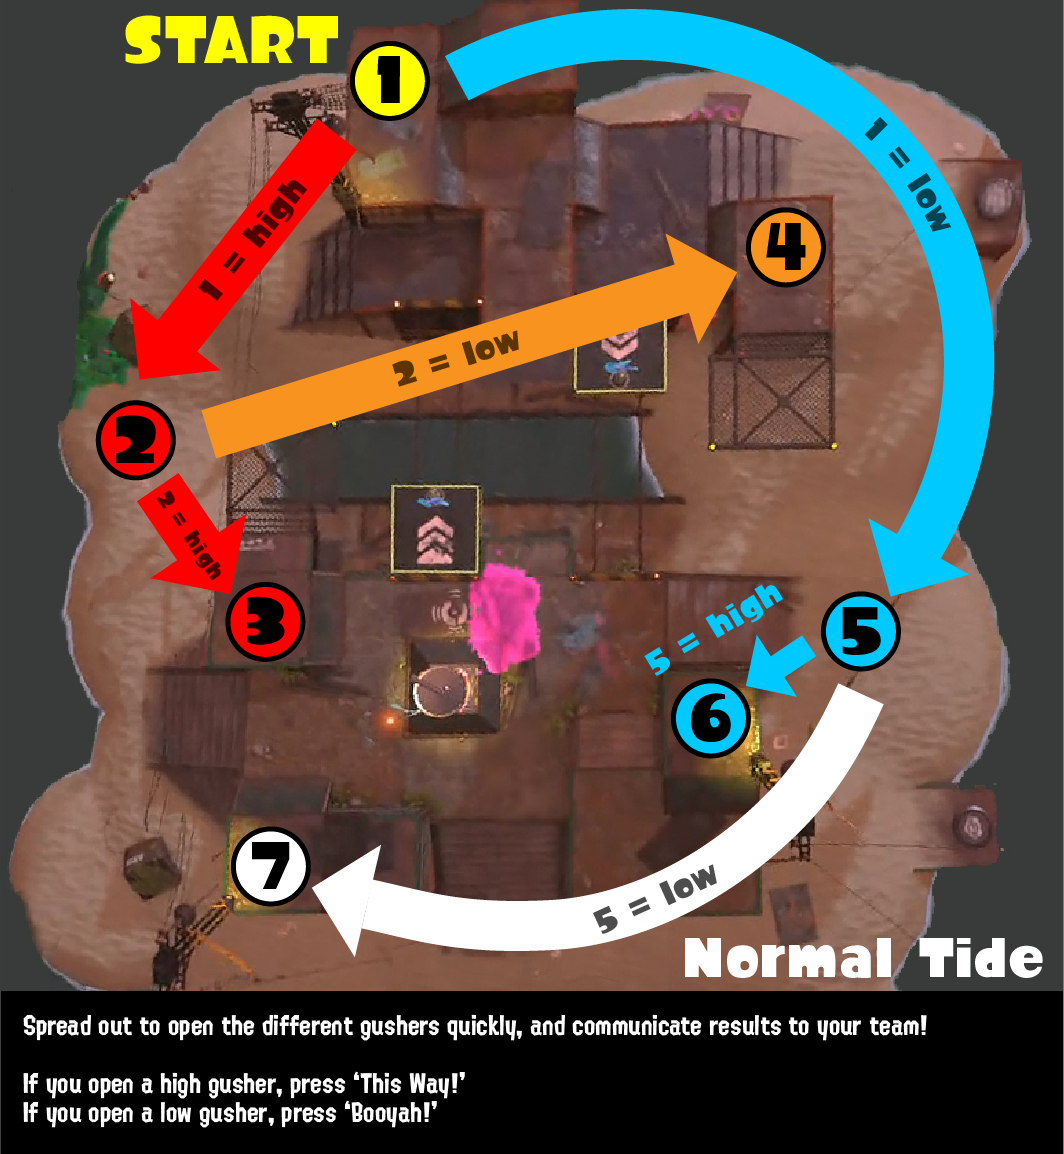 START
1
1 = high
1 = low
4
2 = low
2
2 = high
3
5 = high
5
6
7
5 = low
Normal Tide
Spread out to open the different gushers quickly, and communicate results to your team!
If you open a high gusher, press ‘This Way!’
If you open a low gusher, press ‘Booyah!’